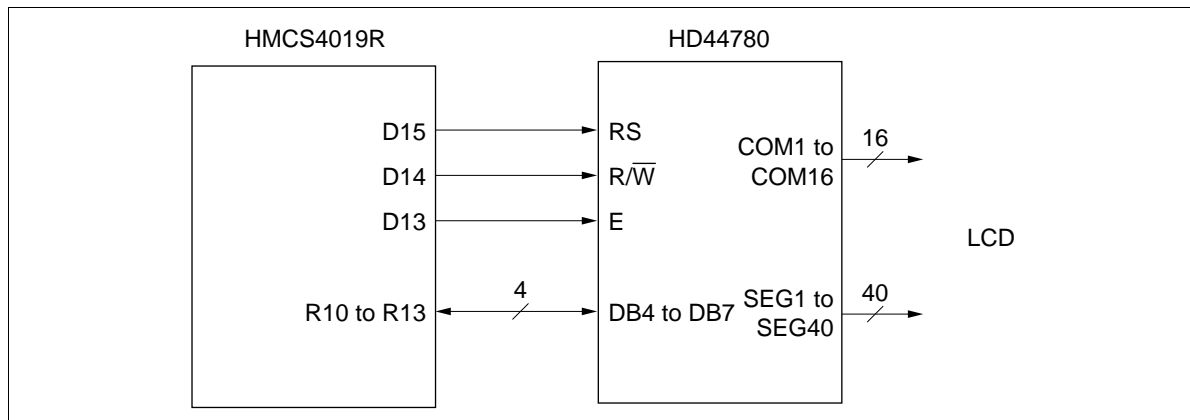 HMCS4019R
HD44780
D15
RS
D14
R/W̅
D13
E
R10 to R13
4
DB4 to DB7
COM1 to
COM16
16
SEG1 to
SEG40
40
LCD